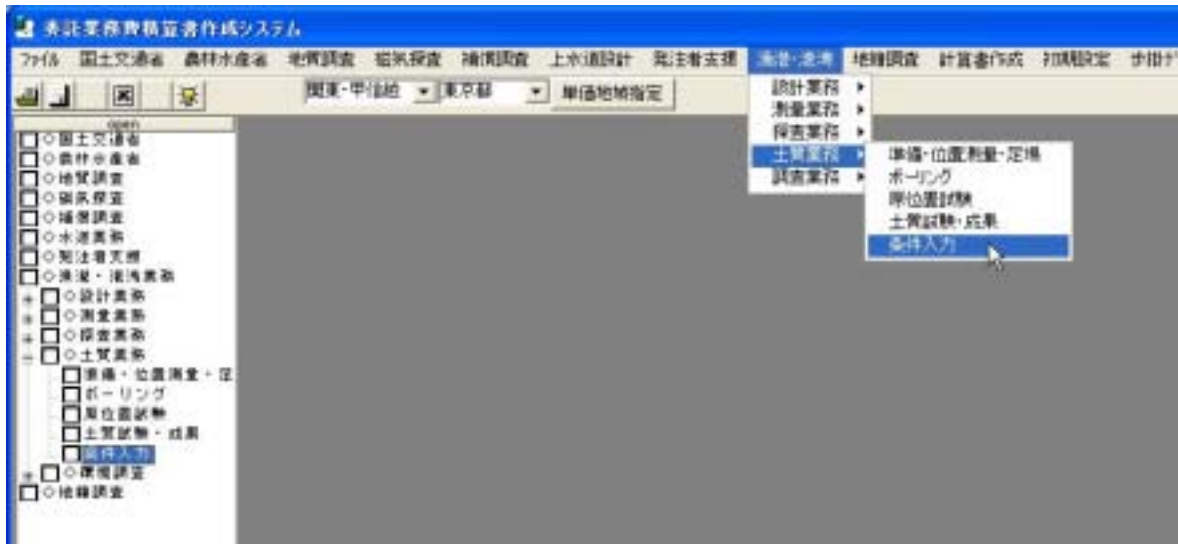 委託業務費積算書作成システム
ファイル 国土交通省 農林水産省 地質調査 磁気探査 補償調査 上水道設計 発注者支援 漁港・港湾 地籍調査 計算書作成 初期設定 歩掛
関東・甲信越 東京都 単価地域指定
設計業務
測量業務
探査業務
土質業務
調査業務
準備・位置測量・足場
ボーリング
原位置試験
土質試験・成果
条件入力
open
◇国土交通省
◇農林水産省
◇地質調査
◇磁気探査
◇補償調査
◇水道業務
◇発注者支援
◇漁港・港湾業務
◇設計業務
◇測量業務
◇探査業務
◇土質業務
準備・位置測量・足
ボーリング
原位置試験
土質試験・成果
条件入力
◇環境調査
◇地籍調査